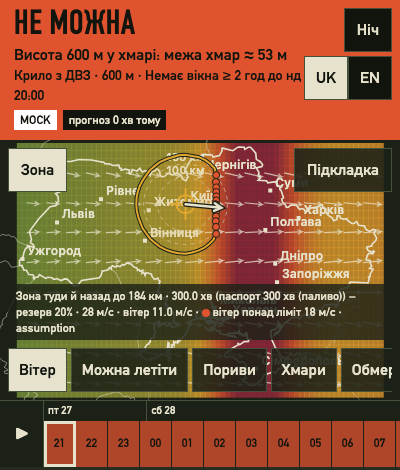 НЕ МОЖНА
Ніч
Висота 600 м у хмарі: межа хмар ≈ 53 м
Крило з ДВЗ · 600 м · Немає вікна ≥ 2 год до нд
20:00
UK
EN
МОСК
прогноз 0 хв тому
Зона
Підкладка
100 км
Чернігів
Суми
Рівне
Київ
Львів
Харків
Полтава
Вінниця
Ужгород
Дніпро
Запоріжжя
Зона туди й назад до 184 км · 300.0 хв (паспорт 300 хв (паливо)) –
резерв 20% · 28 м/с · вітер 11.0 м/с · вітер понад ліміт 18 м/с ·
assumption
Вітер
Можна летіти
Пориви
Хмари
Обмер
пт 27
сб 28
21 22 23 00 01 02 03 04 05 06 07